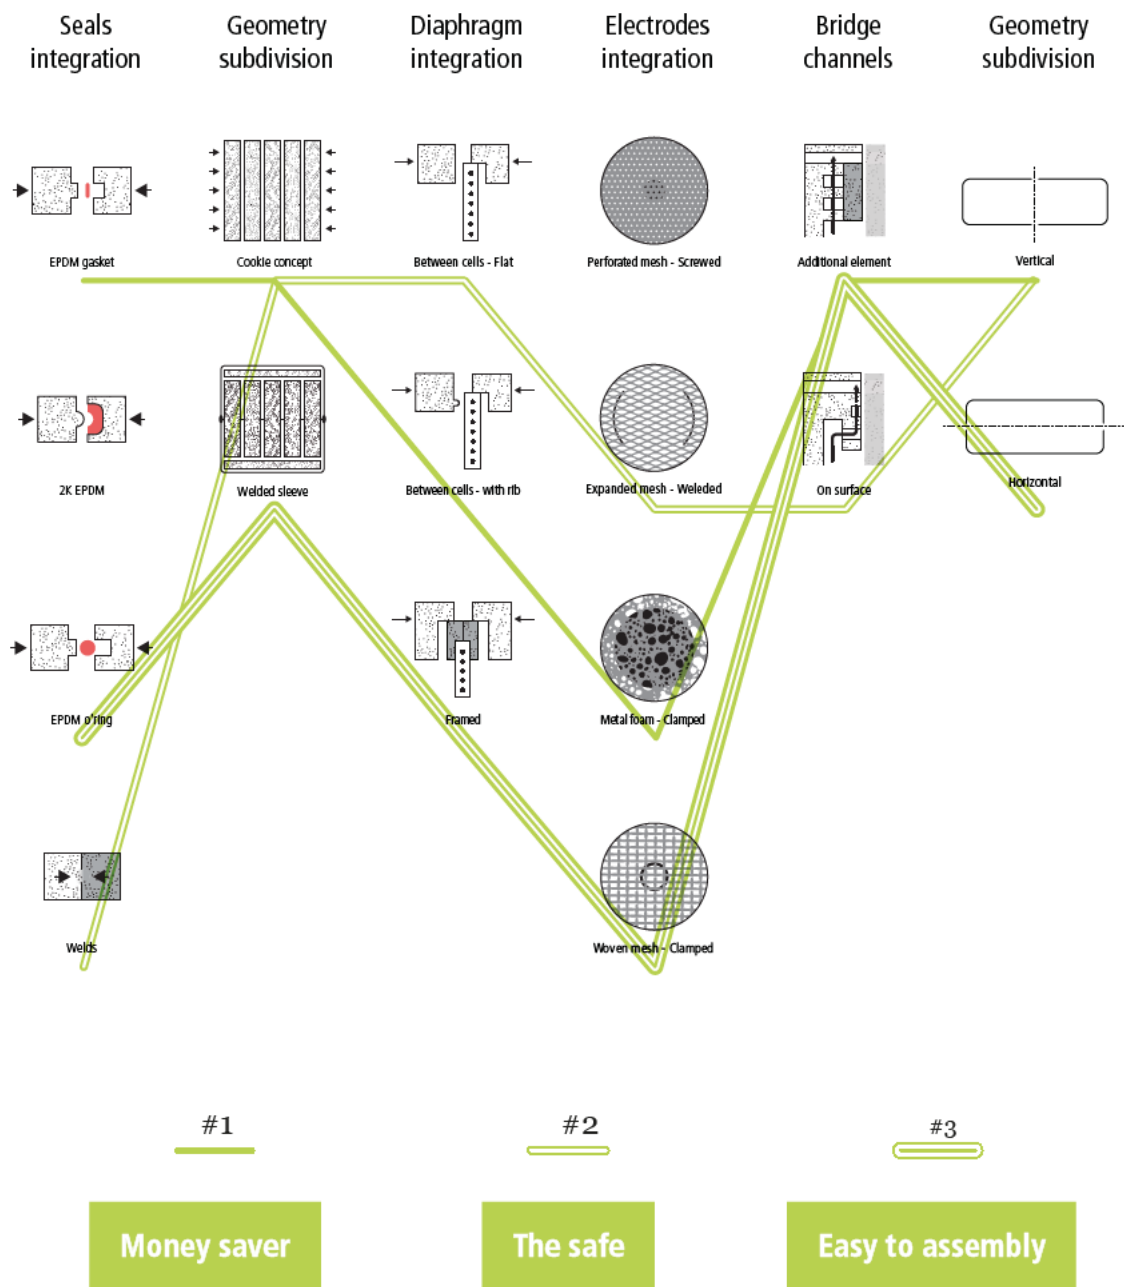 Seals
integration
Geometry
subdivision
Diaphragm
integration
Electrodes
integration
Bridge
channels
Geometry
subdivision
EPDM gasket
Cookie concept
Between cells - Flat
Perforated mesh - Screwed
Additional element
Vertical
2K EPDM
Welded sleeve
Between cells - with rib
Expanded mesh - Weleded
On surface
Horizontal
EPDM o'ring
Framed
Metal foam - Clamped
Welds
Woven mesh - Clamped
#1
#2
#3
Money saver
The safe
Easy to assembly